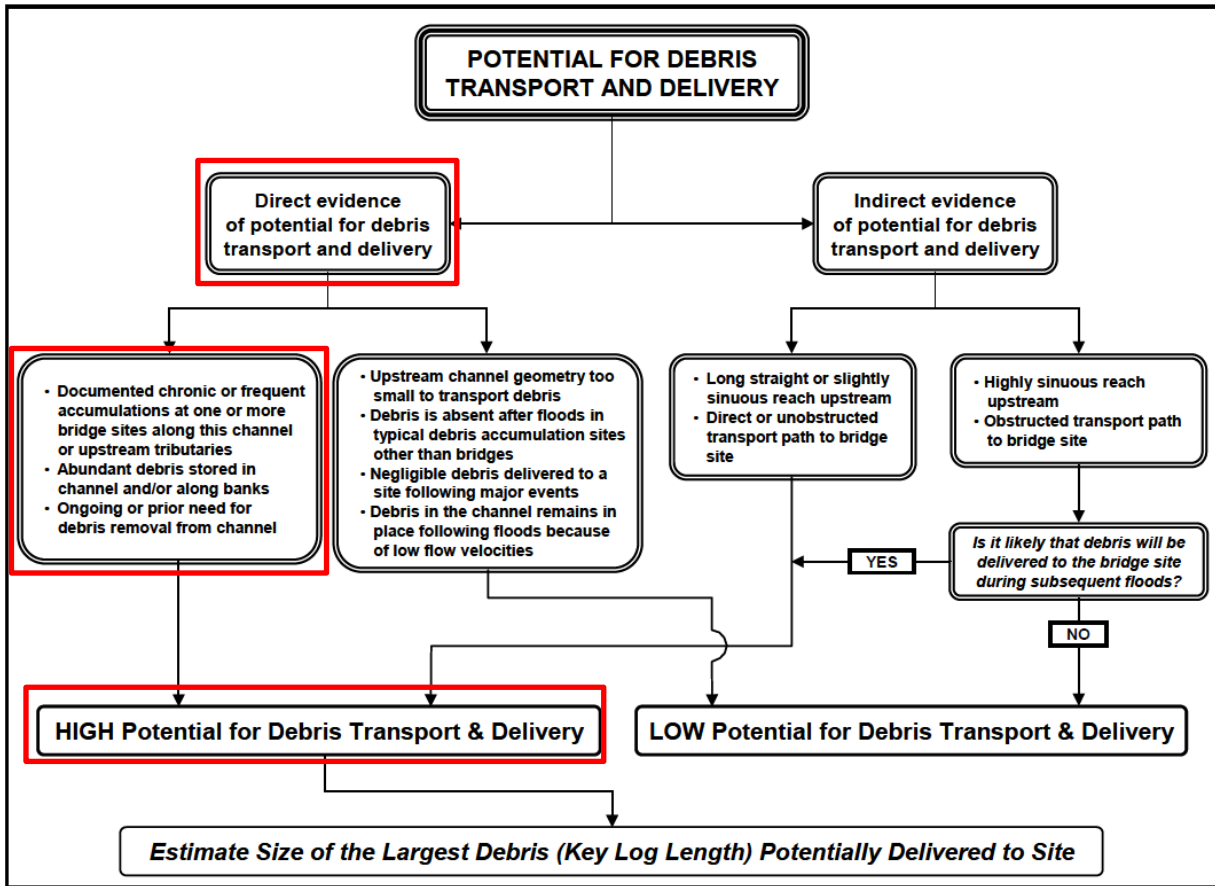 POTENTIAL FOR DEBRIS
TRANSPORT AND DELIVERY
Direct evidence
of potential for debris
transport and delivery
Indirect evidence
of potential for debris
transport and delivery
• Documented chronic or frequent
accumulations at one or more
bridge sites along this channel
or upstream tributaries
• Abundant debris stored in
channel and/or along banks
• Ongoing or prior need for
debris removal from channel
• Upstream channel geometry too
small to transport debris
• Debris is absent after floods in
typical debris accumulation sites
other than bridges
• Negligible debris delivered to a
site following major events
• Debris in the channel remains in
place following floods because
of low flow velocities
• Long straight or slightly
sinuous reach upstream
• Direct or unobstructed
transport path to bridge
site
• Highly sinuous reach
upstream
• Obstructed transport path
to bridge site
Is it likely that debris will be
delivered to the bridge site
during subsequent floods?
YES
NO
HIGH Potential for Debris Transport & Delivery
LOW Potential for Debris Transport & Delivery
Estimate Size of the Largest Debris (Key Log Length) Potentially Delivered to Site